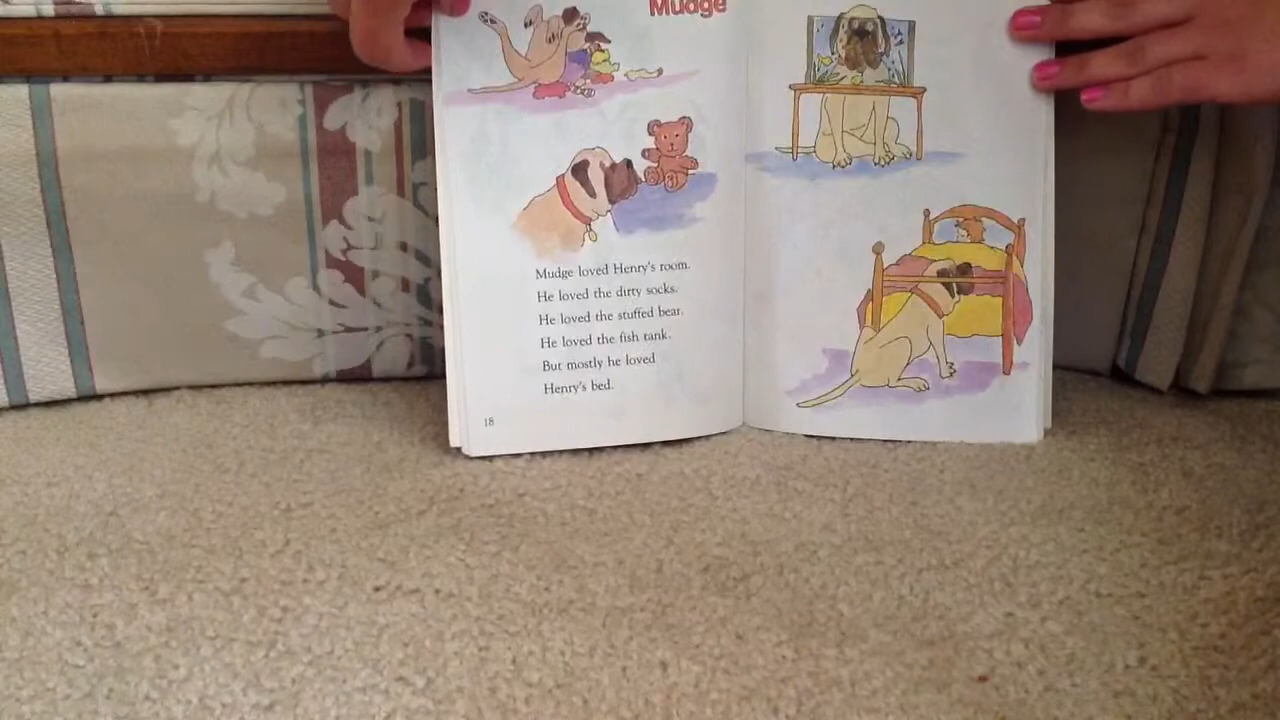 Mudge
Mudge loved Henry's room.
He loved the dirty socks.
He loved the stuffed bear.
He loved the fish tank.
But mostly he loved
Henry's bed.
18